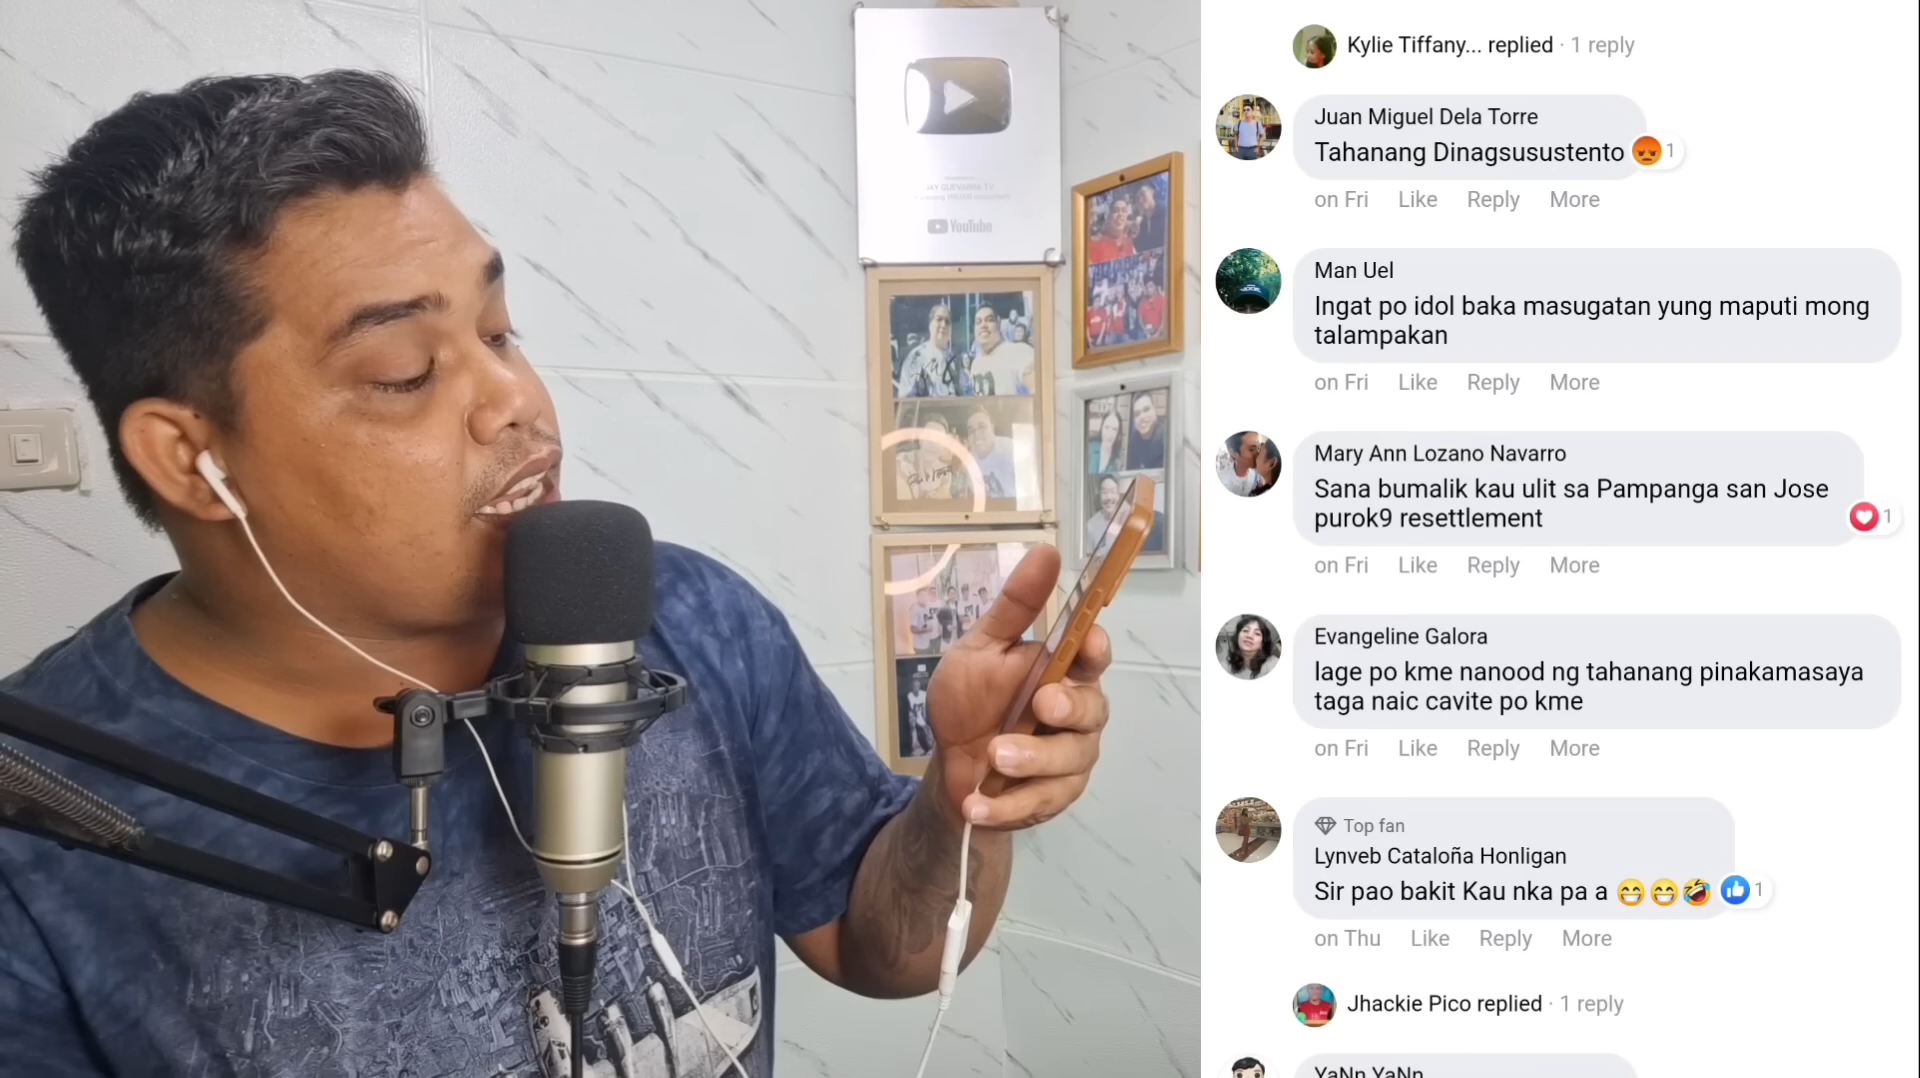 JAY GUEVARRA TV
YouTube
Kylie Tiffany... replied · 1 reply
Juan Miguel Dela Torre
Tahanang Dinagsusustento 😡 1
on Fri Like Reply More
Man Uel
Ingat po idol baka masugatan yung maputi mong
talampakan
on Fri Like Reply More
Mary Ann Lozano Navarro
Sana bumalik kau ulit sa Pampanga san Jose
purok9 resettlement
1
on Fri Like Reply More
Evangeline Galora
lage po kme nanood ng tahanang pinakamasaya
taga naic cavite po kme
on Fri Like Reply More
Top fan
Lynveb Cataloña Honligan
Sir pao bakit Kau nka pa a 😁😁🤣 1
on Thu Like Reply More
Jhackie Pico replied · 1 reply
YaNn YaNn